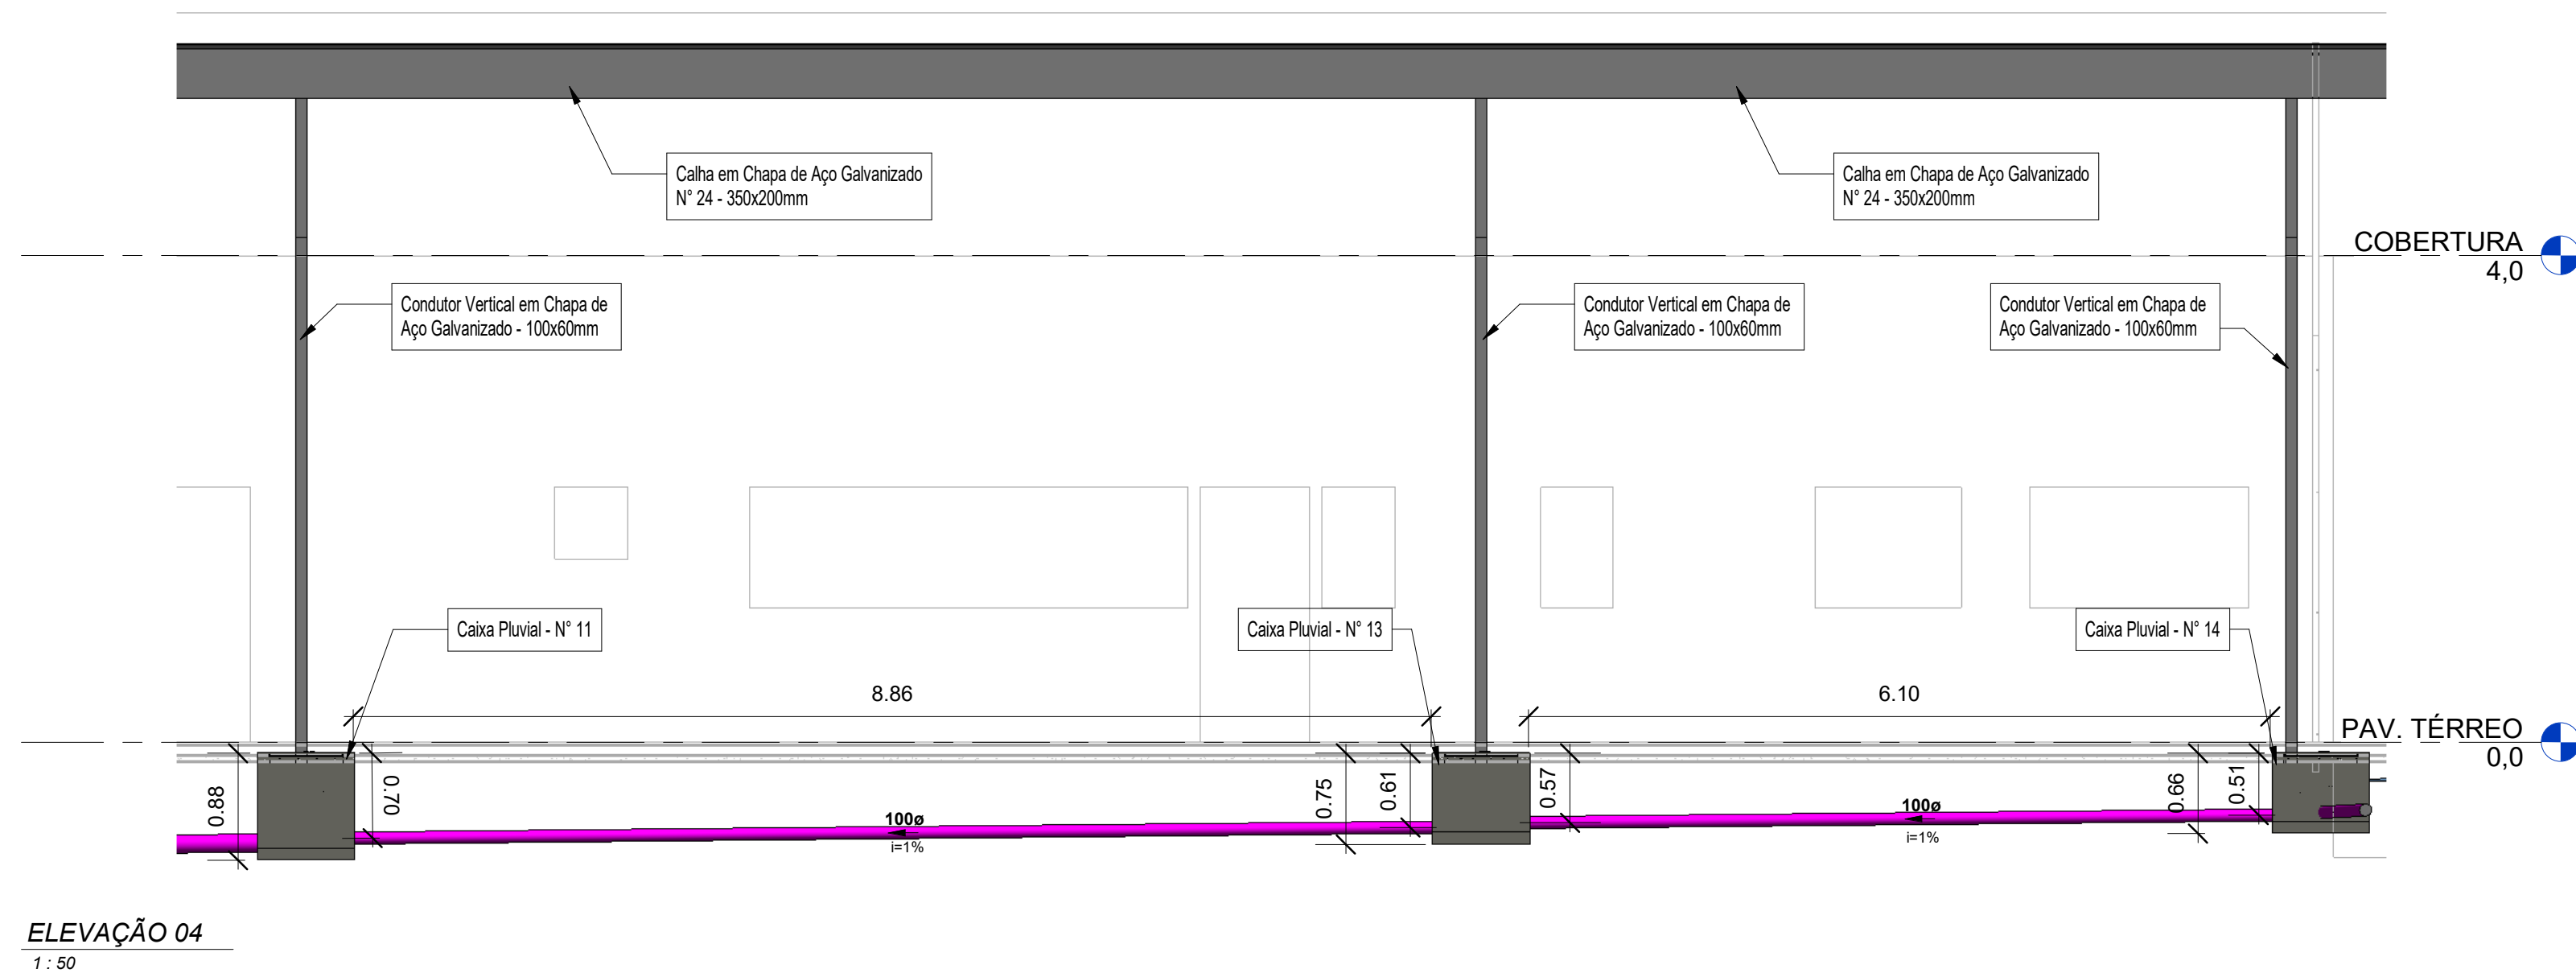 Calha em Chapa de Aço Galvanizado
N° 24 - 350x200mm
Calha em Chapa de Aço Galvanizado
N° 24 - 350x200mm
COBERTURA
4,0
Condutor Vertical em Chapa de
Aço Galvanizado - 100x60mm
Condutor Vertical em Chapa de
Aço Galvanizado - 100x60mm
Condutor Vertical em Chapa de
Aço Galvanizado - 100x60mm
Caixa Pluvial - N° 11
Caixa Pluvial - N° 13
Caixa Pluvial - N° 14
8.86
6.10
PAV. TÉRREO
0,0
0.88
0.70
0.75
0.61
0.57
0.66
0.51
100ø
i=1%
100ø
i=1%
ELEVAÇÃO 04
1 : 50